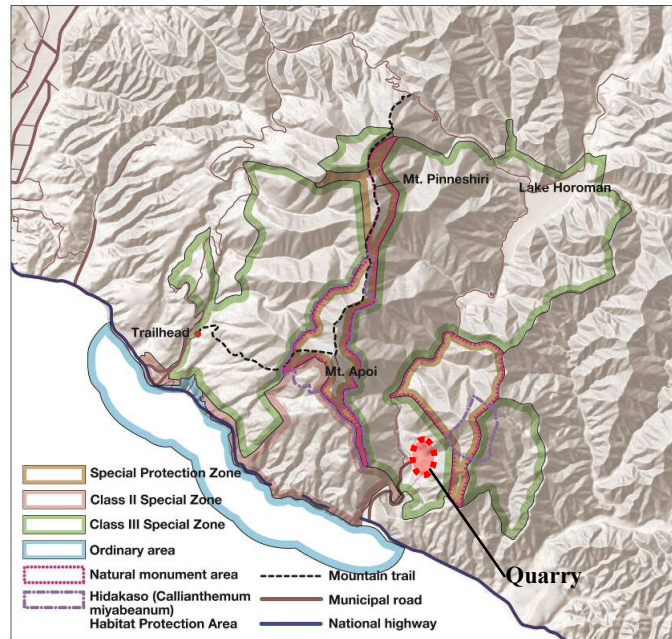 Mt. Pinneshiri
Lake Horoman
Trailhead
Mt. Apoi
Special Protection Zone
Class II Special Zone
Class III Special Zone
Ordinary area
Natural monument area
Hidakaso (Callianthemum
miyabeanum)
Habitat Protection Area
Mountain trail
Municipal road
National highway
Quarry